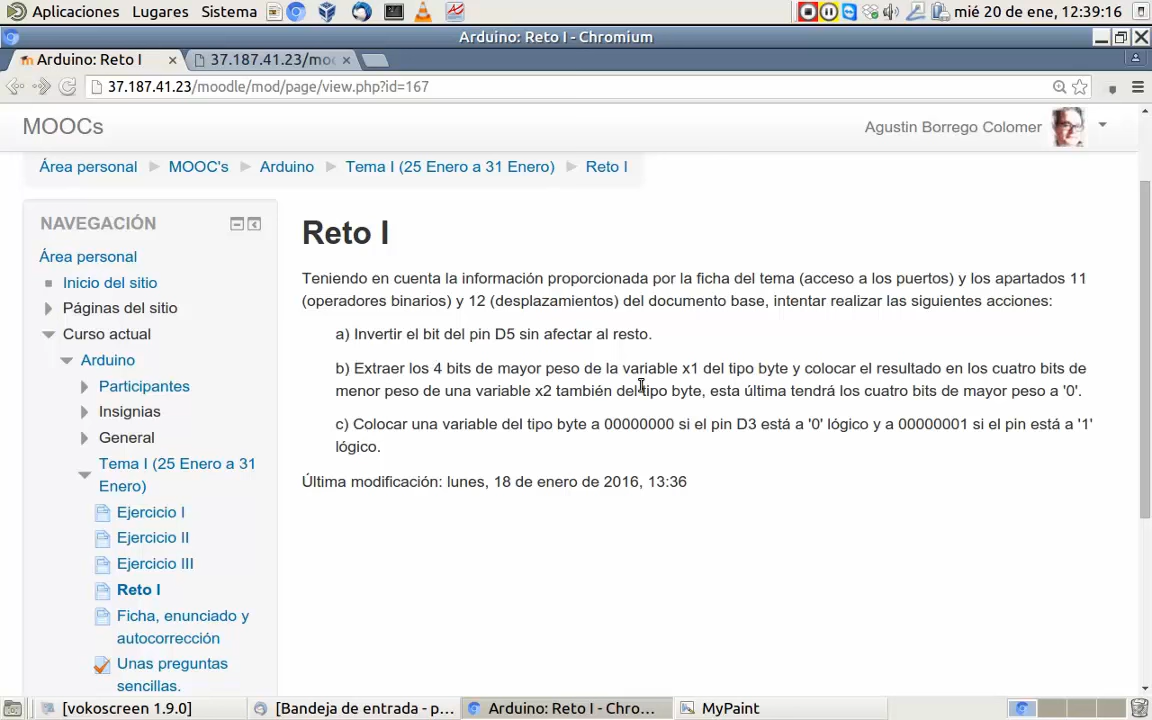 Aplicaciones Lugares Sistema mié 20 de ene, 12:39:16
Arduino: Reto I - Chromium
Arduino: Reto I × 37.187.41.23/moo ×
37.187.41.23/moodle/mod/page/view.php?id=167
MOOCs Agustin Borrego Colomer
Área personal MOOC's Arduino Tema I (25 Enero a 31 Enero) Reto I
NAVEGACIÓN
Área personal
Inicio del sitio
Páginas del sitio
Curso actual
Arduino
Participantes
Insignias
General
Tema I (25 Enero a 31
Enero)
Ejercicio I
Ejercicio II
Ejercicio III
Reto I
Ficha, enunciado y
autocorrección
Unas preguntas
sencillas.
Reto I
Teniendo en cuenta la información proporcionada por la ficha del tema (acceso a los puertos) y los apartados 11
(operadores binarios) y 12 (desplazamientos) del documento base, intentar realizar las siguientes acciones:
a) Invertir el bit del pin D5 sin afectar al resto.
b) Extraer los 4 bits de mayor peso de la variable x1 del tipo byte y colocar el resultado en los cuatro bits de
menor peso de una variable x2 también del tipo byte, esta última tendrá los cuatro bits de mayor peso a '0'.
c) Colocar una variable del tipo byte a 00000000 si el pin D3 está a '0' lógico y a 00000001 si el pin está a '1'
lógico.
Última modificación: lunes, 18 de enero de 2016, 13:36
[vokoscreen 1.9.0] [Bandeja de entrada - p... Arduino: Reto I - Chro... MyPaint